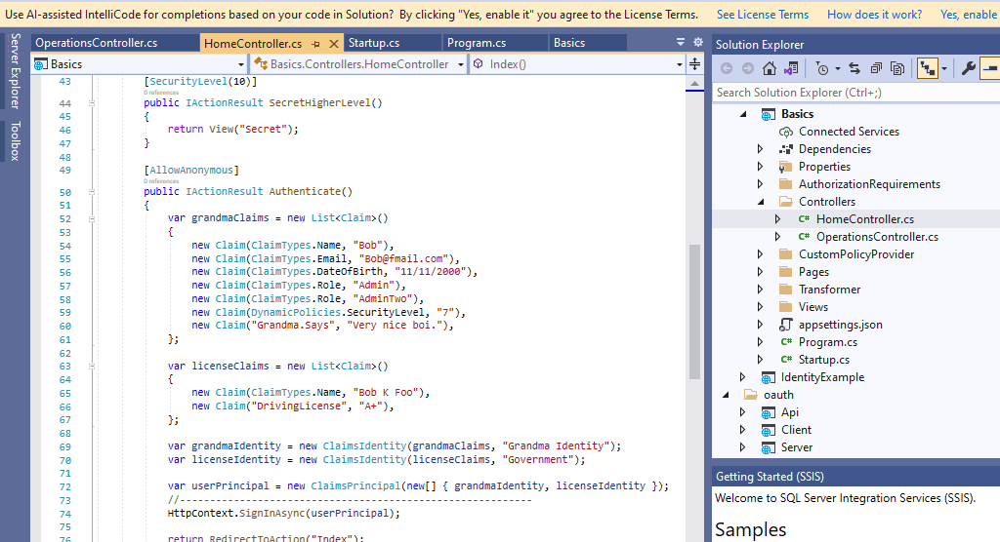 Use AI-assisted IntelliCode for completions based on your code in Solution? By clicking "Yes, enable it" you agree to the License Terms. See License Terms How does it work? Yes, enable
Server Explorer
Toolbox
OperationsController.cs HomeController.cs Startup.cs Program.cs Basics
Basics Basics.Controllers.HomeController Index()
43 [SecurityLevel(10)]
0 references
44 public IActionResult SecretHigherLevel()
45 {
46 return View("Secret");
47 }
48
49 [AllowAnonymous]
0 references
50 public IActionResult Authenticate()
51 {
52 var grandmaClaims = new List<Claim>()
53 {
54 new Claim(ClaimTypes.Name, "Bob"),
55 new Claim(ClaimTypes.Email, "Bob@fmail.com"),
56 new Claim(ClaimTypes.DateOfBirth, "11/11/2000"),
57 new Claim(ClaimTypes.Role, "Admin"),
58 new Claim(ClaimTypes.Role, "AdminTwo"),
59 new Claim(DynamicPolicies.SecurityLevel, "7"),
60 new Claim("Grandma.Says", "Very nice boi."),
61 };
62
63 var licenseClaims = new List<Claim>()
64 {
65 new Claim(ClaimTypes.Name, "Bob K Foo"),
66 new Claim("DrivingLicense", "A+"),
67 };
68
69 var grandmaIdentity = new ClaimsIdentity(grandmaClaims, "Grandma Identity");
70 var licenseIdentity = new ClaimsIdentity(licenseClaims, "Government");
71
72 var userPrincipal = new ClaimsPrincipal(new[] { grandmaIdentity, licenseIdentity });
73 //-------------------------------------------------------
74 HttpContext.SignInAsync(userPrincipal);
75
76 return RedirectToAction("Index");
Solution Explorer
Search Solution Explorer (Ctrl+;)
Basics
Connected Services
Dependencies
Properties
AuthorizationRequirements
Controllers
C# HomeController.cs
C# OperationsController.cs
CustomPolicyProvider
Pages
Transformer
Views
appsettings.json
C# Program.cs
C# Startup.cs
IdentityExample
oauth
Api
Client
Server
Getting Started (SSIS)
Welcome to SQL Server Integration Services (SSIS).
Samples